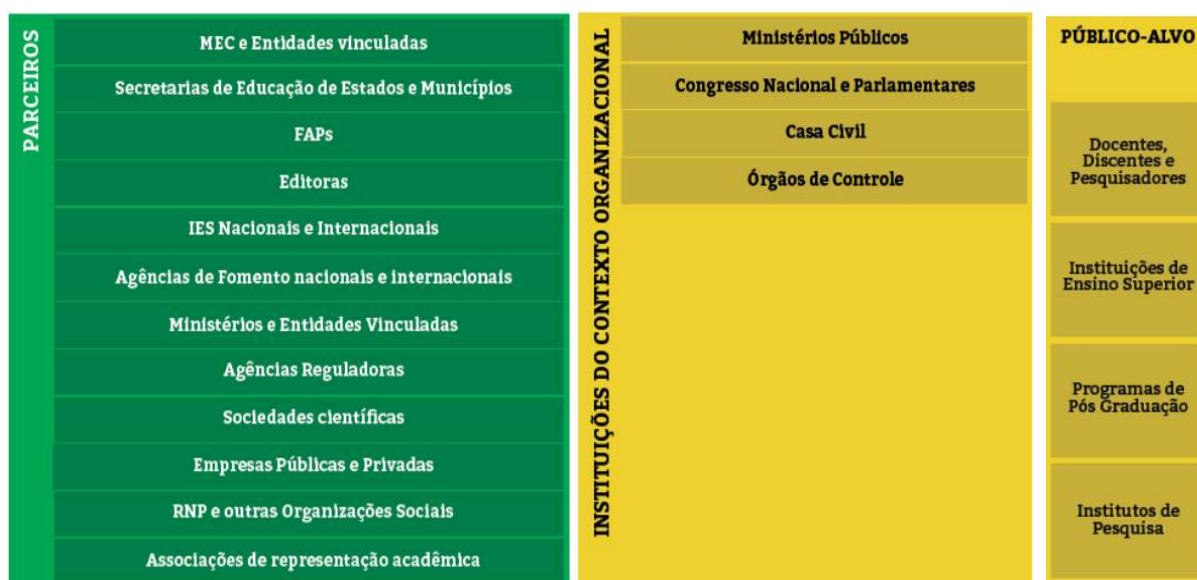 PARCEIROS
MEC e Entidades vinculadas
Secretarias de Educação de Estados e Municípios
FAPs
Editoras
IES Nacionais e Internacionais
Agências de Fomento nacionais e internacionais
Ministérios e Entidades Vinculadas
Agências Reguladoras
Sociedades científicas
Empresas Públicas e Privadas
RNP e outras Organizações Sociais
Associações de representação acadêmica
INSTITUIÇÕES DO CONTEXTO ORGANIZACIONAL
Ministérios Públicos
Congresso Nacional e Parlamentares
Casa Civil
Órgãos de Controle
PÚBLICO-ALVO
Docentes,
Discentes e
Pesquisadores
Instituições de
Ensino Superior
Programas de
Pós Graduação
Institutos de
Pesquisa